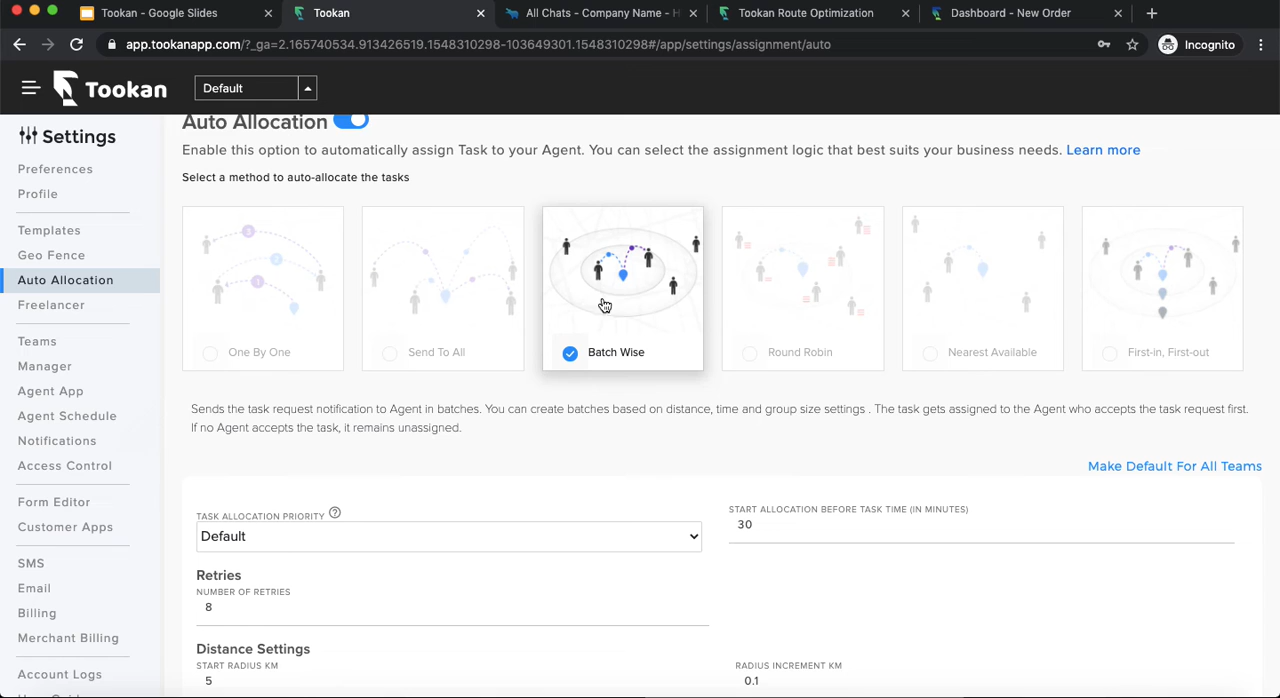 Tookan - Google Slides
Tookan
All Chats - Company Name - H
Tookan Route Optimization
Dashboard - New Order
app.tookanapp.com/?_ga=2.165740534.913426519.1548310298-103649301.1548310298#/app/settings/assignment/auto
Incognito
Tookan
Default
Settings
Preferences
Profile
Templates
Geo Fence
Auto Allocation
Freelancer
Teams
Manager
Agent App
Agent Schedule
Notifications
Access Control
Form Editor
Customer Apps
SMS
Email
Billing
Merchant Billing
Account Logs
Auto Allocation
Enable this option to automatically assign Task to your Agent. You can select the assignment logic that best suits your business needs. Learn more
Select a method to auto-allocate the tasks
3
2
1
One By One
Send To All
Batch Wise
Round Robin
Nearest Available
First-in, First-out
Sends the task request notification to Agent in batches. You can create batches based on distance, time and group size settings . The task gets assigned to the Agent who accepts the task request first.
If no Agent accepts the task, it remains unassigned.
Make Default For All Teams
TASK ALLOCATION PRIORITY ?
Default
START ALLOCATION BEFORE TASK TIME (IN MINUTES)
30
Retries
NUMBER OF RETRIES
8
Distance Settings
START RADIUS KM
5
RADIUS INCREMENT KM
0.1